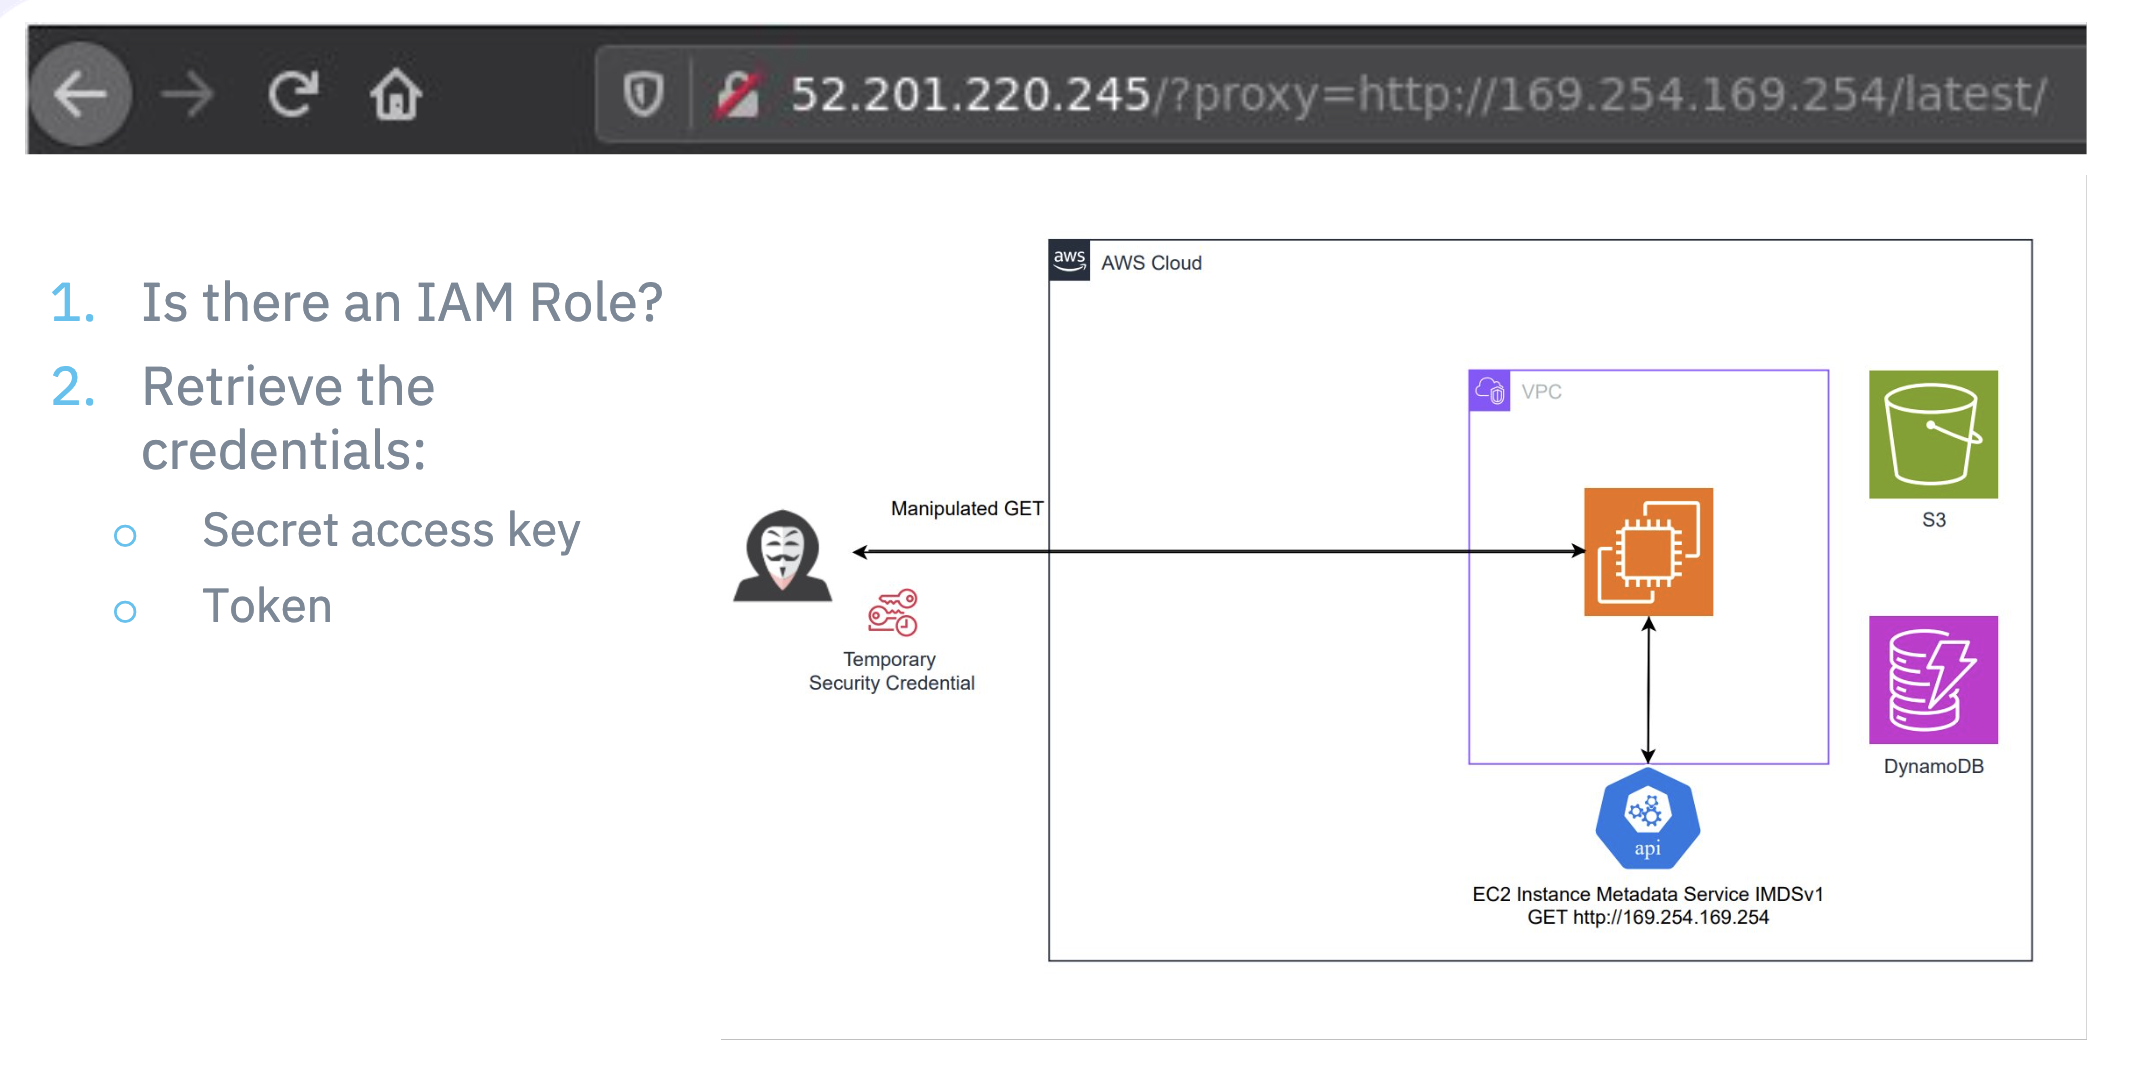 52.201.220.245/?proxy=http://169.254.169.254/latest/
1. Is there an IAM Role?
2. Retrieve the
credentials:
Secret access key
Token
aws
AWS Cloud
VPC
S3
Manipulated GET
Temporary
Security Credential
DynamoDB
api
EC2 Instance Metadata Service IMDSv1
GET http://169.254.169.254